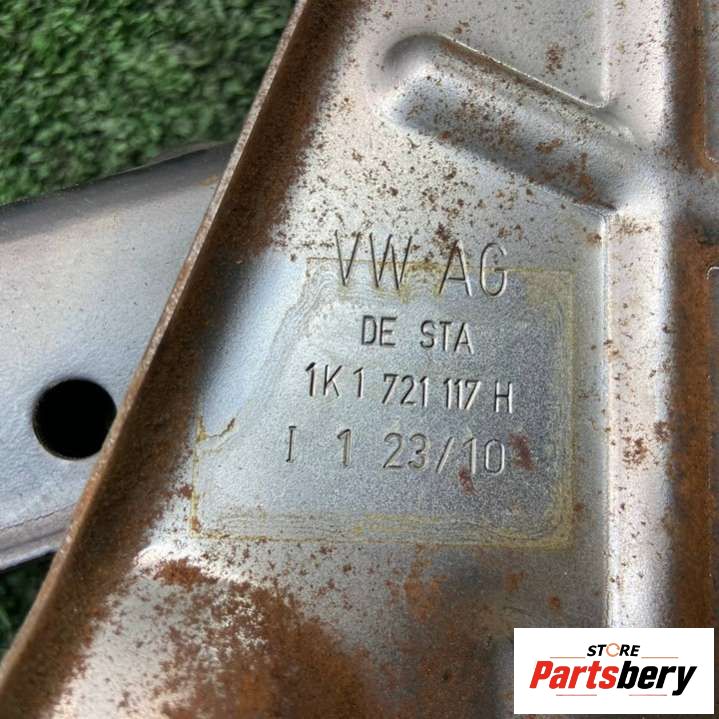 VW AG
DE STA
1K1 721 117 H
I 1 23/10
STORE
Partsbery